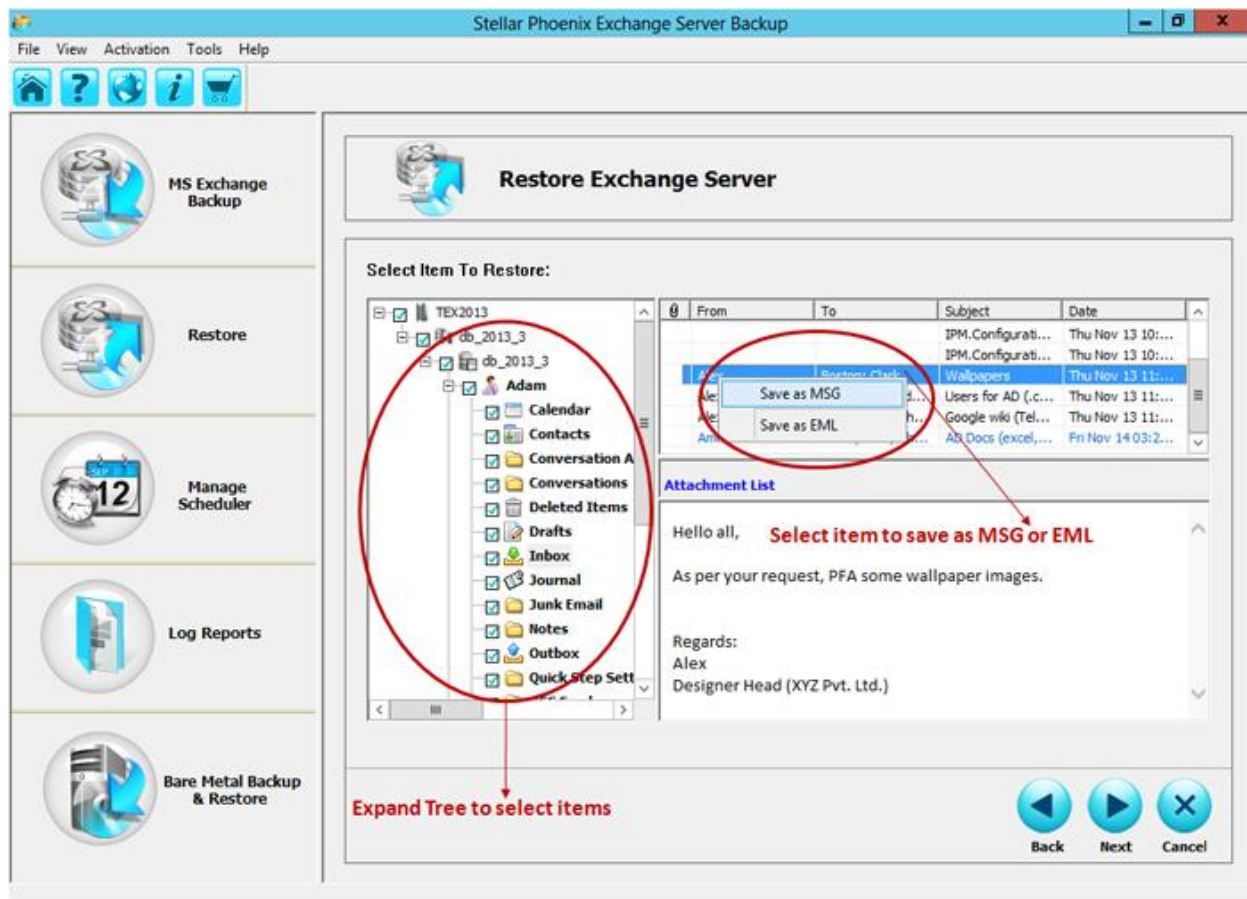 Stellar Phoenix Exchange Server Backup
File View Activation Tools Help
MS Exchange
Backup
Restore
Manage
Scheduler
SEP
12
Log Reports
Bare Metal Backup
& Restore
Restore Exchange Server
Select Item To Restore:
TEX2013
db_2013_3
db_2013_3
Adam
Calendar
Contacts
Conversation A
Conversations
Deleted Items
Drafts
Inbox
Journal
Junk Email
Notes
Outbox
Quick Step Sett
From To Subject Date
IPM.Configurati... Thu Nov 13 10:...
IPM.Configurati... Thu Nov 13 10:...
Alex Boston; Clark Wallpapers Thu Nov 13 11:...
Users for AD (.c... Thu Nov 13 11:...
Google wiki (Tel... Thu Nov 13 11:...
AD Docs (excel,... Fri Nov 14 03:2...
Save as MSG
Save as EML
Attachment List
Hello all,
Select item to save as MSG or EML
As per your request, PFA some wallpaper images.
Regards:
Alex
Designer Head (XYZ Pvt. Ltd.)
Expand Tree to select items
Back Next Cancel